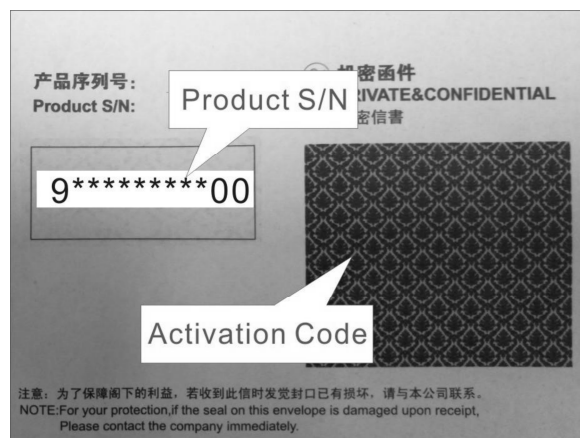 产品序列号:
Product S/N:
Product S/N
密函件
IVATE&CONFIDENTIAL
密信書
9*********00
Activation Code
注意: 为了保障阁下的利益, 若收到此信时发觉封口已有损坏, 请与本公司联系。
NOTE:For your protection,if the seal on this envelope is damaged upon receipt,
Please contact the company immediately.